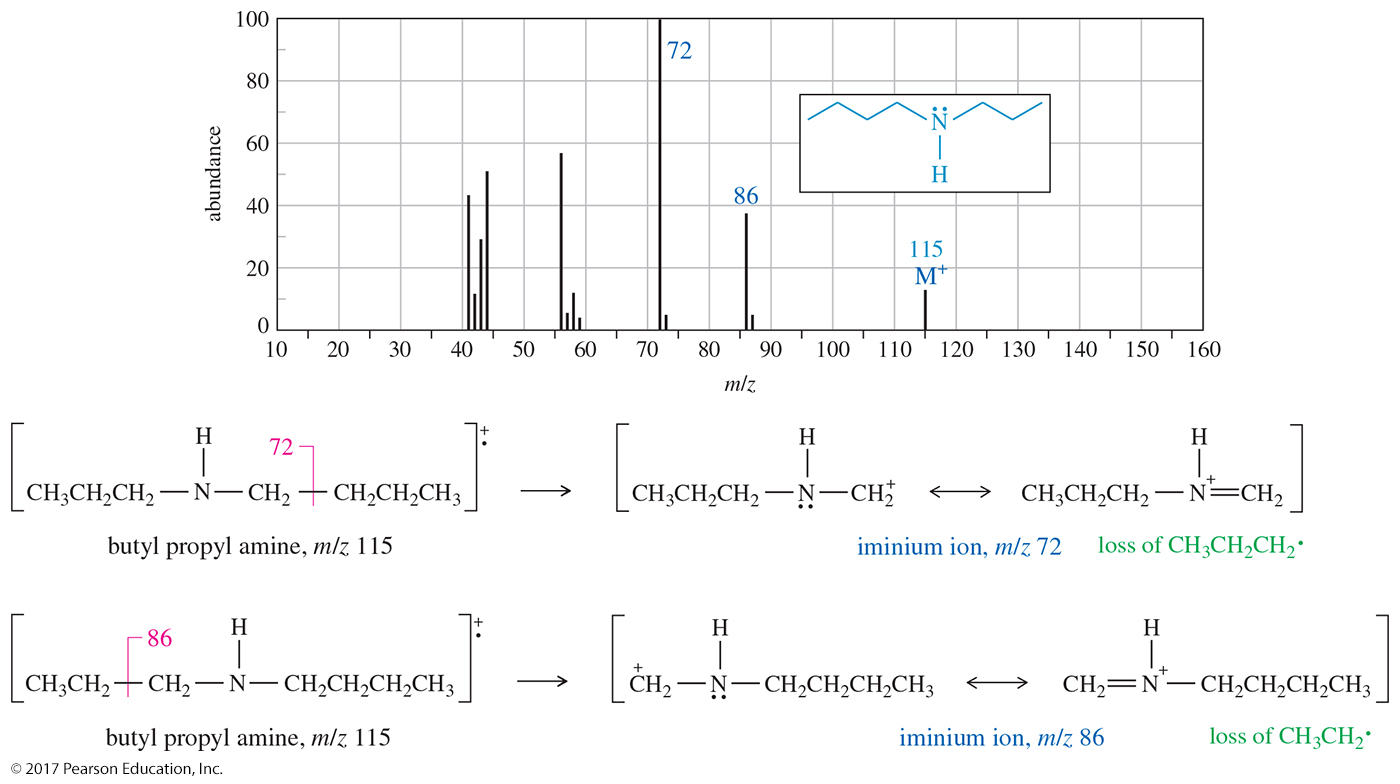 100
80
60
40
20
0
abundance
72
86
115
M⁺
N̈
H
10 20 30 40 50 60 70 80 90 100 110 120 130 140 150 160
m/z
H
72
[CH₃CH₂CH₂—N—CH₂—CH₂CH₂CH₃]⁺•
butyl propyl amine, m/z 115
H H
[CH₃CH₂CH₂—N̤—CH₂⁺ ⟷ CH₃CH₂CH₂—N⁺=CH₂]
iminium ion, m/z 72 loss of CH₃CH₂CH₂•
H
86
[CH₃CH₂—CH₂—N—CH₂CH₂CH₂CH₃]⁺•
butyl propyl amine, m/z 115
H H
[⁺CH₂—N̤—CH₂CH₂CH₂CH₃ ⟷ CH₂=N⁺—CH₂CH₂CH₂CH₃]
iminium ion, m/z 86 loss of CH₃CH₂•
© 2017 Pearson Education, Inc.